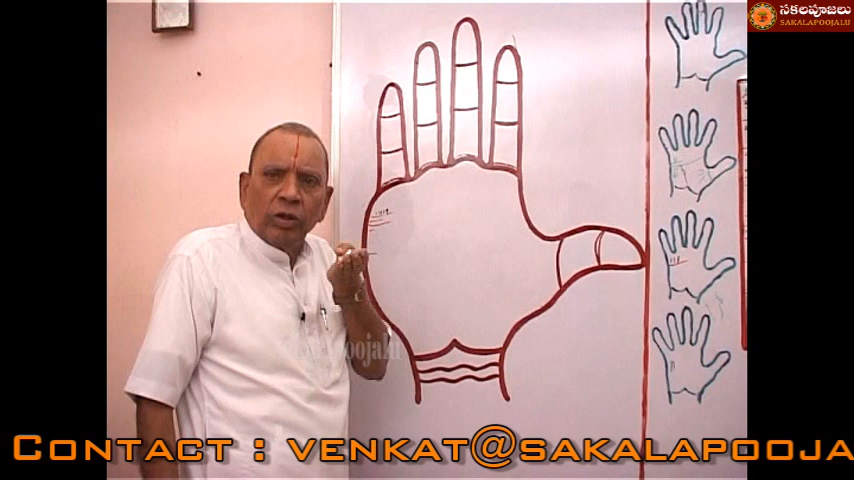 సకలపూజలు
SAKALAPOOJALU
CONTACT : VENKAT@SAKALAPOOJA